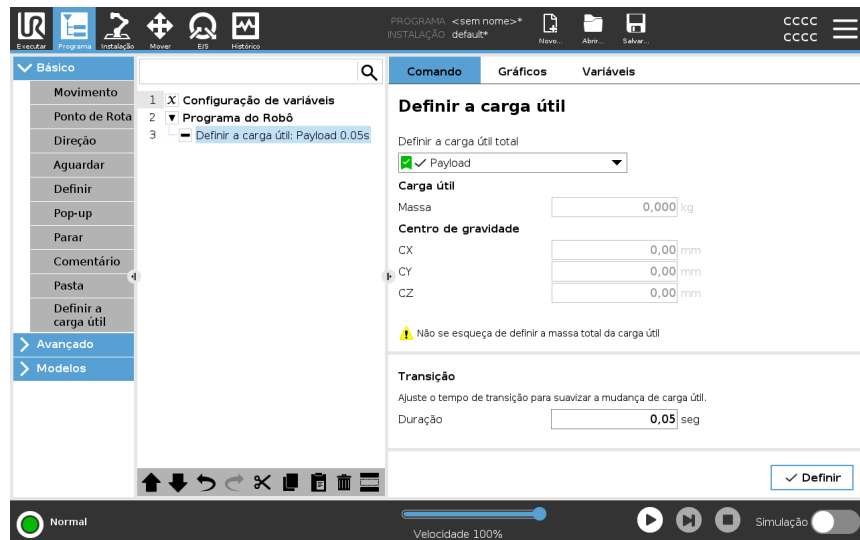 UR
PROGRAMA <sem nome>*
INSTALAÇÃO default*
Executar Programa Instalação Mover E/S Histórico
Novo... Abrir... Salvar...
cccc
cccc
Básico
Movimento
Ponto de Rota
Direção
Aguardar
Definir
Pop-up
Parar
Comentário
Pasta
Definir a
carga útil
Avançado
Modelos
1 X Configuração de variáveis
2 Programa do Robô
3 Definir a carga útil: Payload 0.05s
Comando Gráficos Variáveis
Definir a carga útil
Definir a carga útil total
Payload
Carga útil
Massa 0,000 kg
Centro de gravidade
CX 0,00 mm
CY 0,00 mm
CZ 0,00 mm
Não se esqueça de definir a massa total da carga útil
Transição
Ajuste o tempo de transição para suavizar a mudança de carga útil.
Duração 0,05 seg
Definir
Normal
Velocidade 100%
Simulação